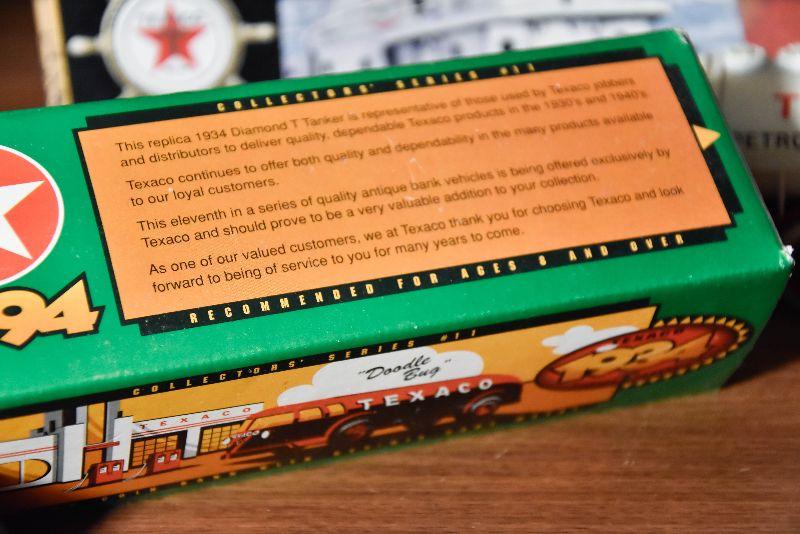 COLLECTORS' SERIES #11
This replica 1934 Diamond T Tanker is representative of those used by Texaco jobbers
and distributors to deliver quality, dependable Texaco products in the 1930's and 1940's.
Texaco continues to offer both quality and dependability in the many products available
to our loyal customers.
This eleventh in a series of quality antique bank vehicles is being offered exclusively by
Texaco and should prove to be a very valuable addition to your collection.
As one of our valued customers, we at Texaco thank you for choosing Texaco and look
forward to being of service to you for many years to come.
RECOMMENDED FOR AGES 8 AND OVER
94
COLLECTORS' SERIES #11
"Doodle
Bug"
TEXACO
TEXACO
TEXACO
1934
T
PETRO